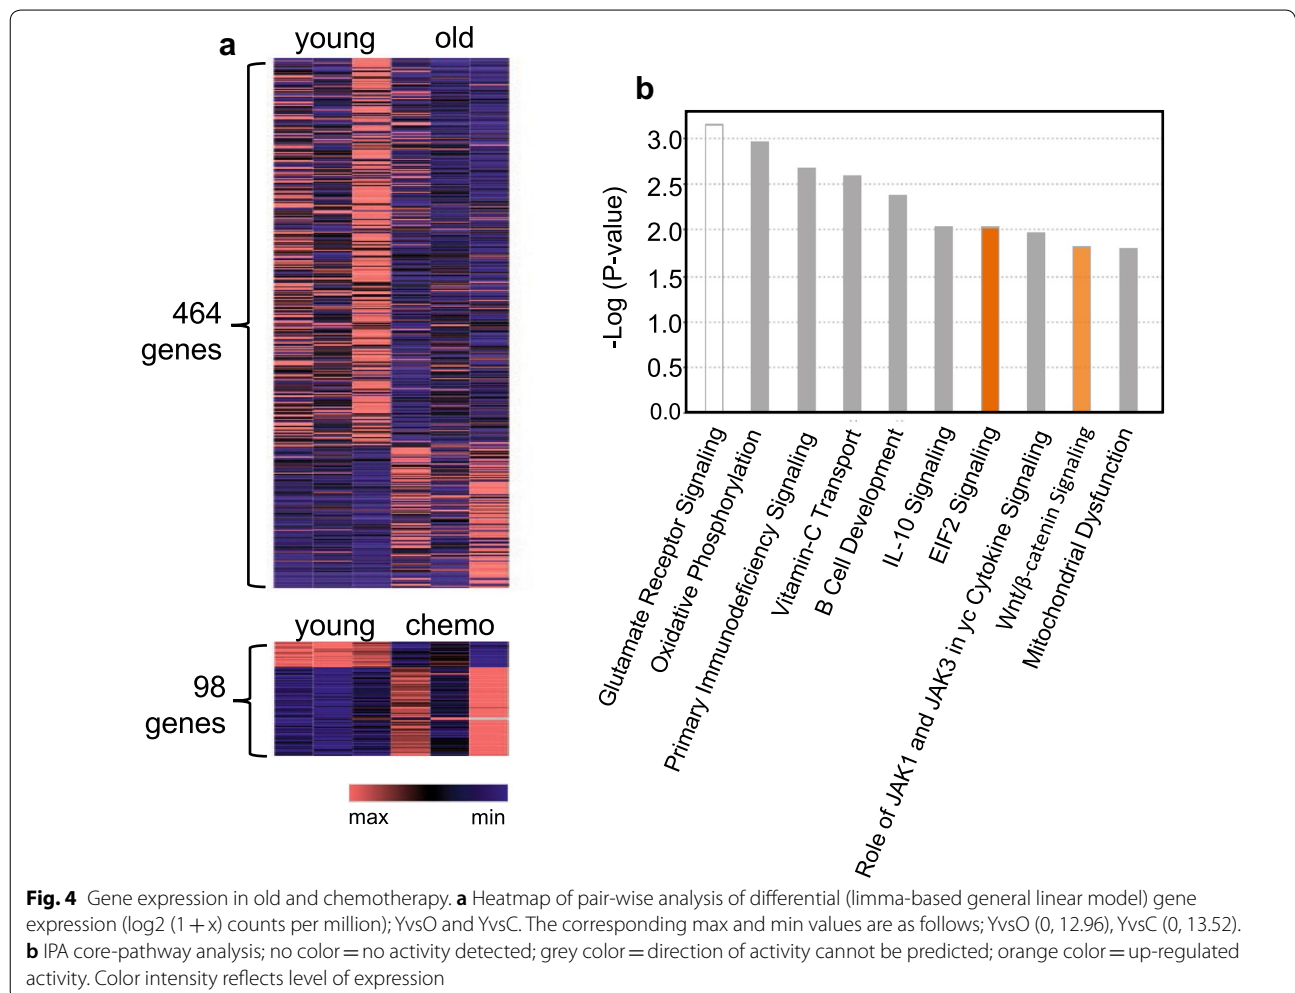 a
young old
464
genes
young chemo
98
genes
max min
b
-Log (P-value)
3.0
2.5
2.0
1.5
1.0
0.5
0.0
Glutamate Receptor Signaling
Oxidative Phosphorylation
Primary Immunodeficiency Signaling
Vitamin-C Transport
B Cell Development
IL-10 Signaling
EIF2 Signaling
Role of JAK1 and JAK3 in yc Cytokine Signaling
Wnt/β-catenin Signaling
Mitochondrial Dysfunction
Fig. 4 Gene expression in old and chemotherapy. a Heatmap of pair-wise analysis of differential (limma-based general linear model) gene
expression (log2 (1 + x) counts per million); YvsO and YvsC. The corresponding max and min values are as follows; YvsO (0, 12.96), YvsC (0, 13.52).
b IPA core-pathway analysis; no color = no activity detected; grey color = direction of activity cannot be predicted; orange color = up-regulated
activity. Color intensity reflects level of expression